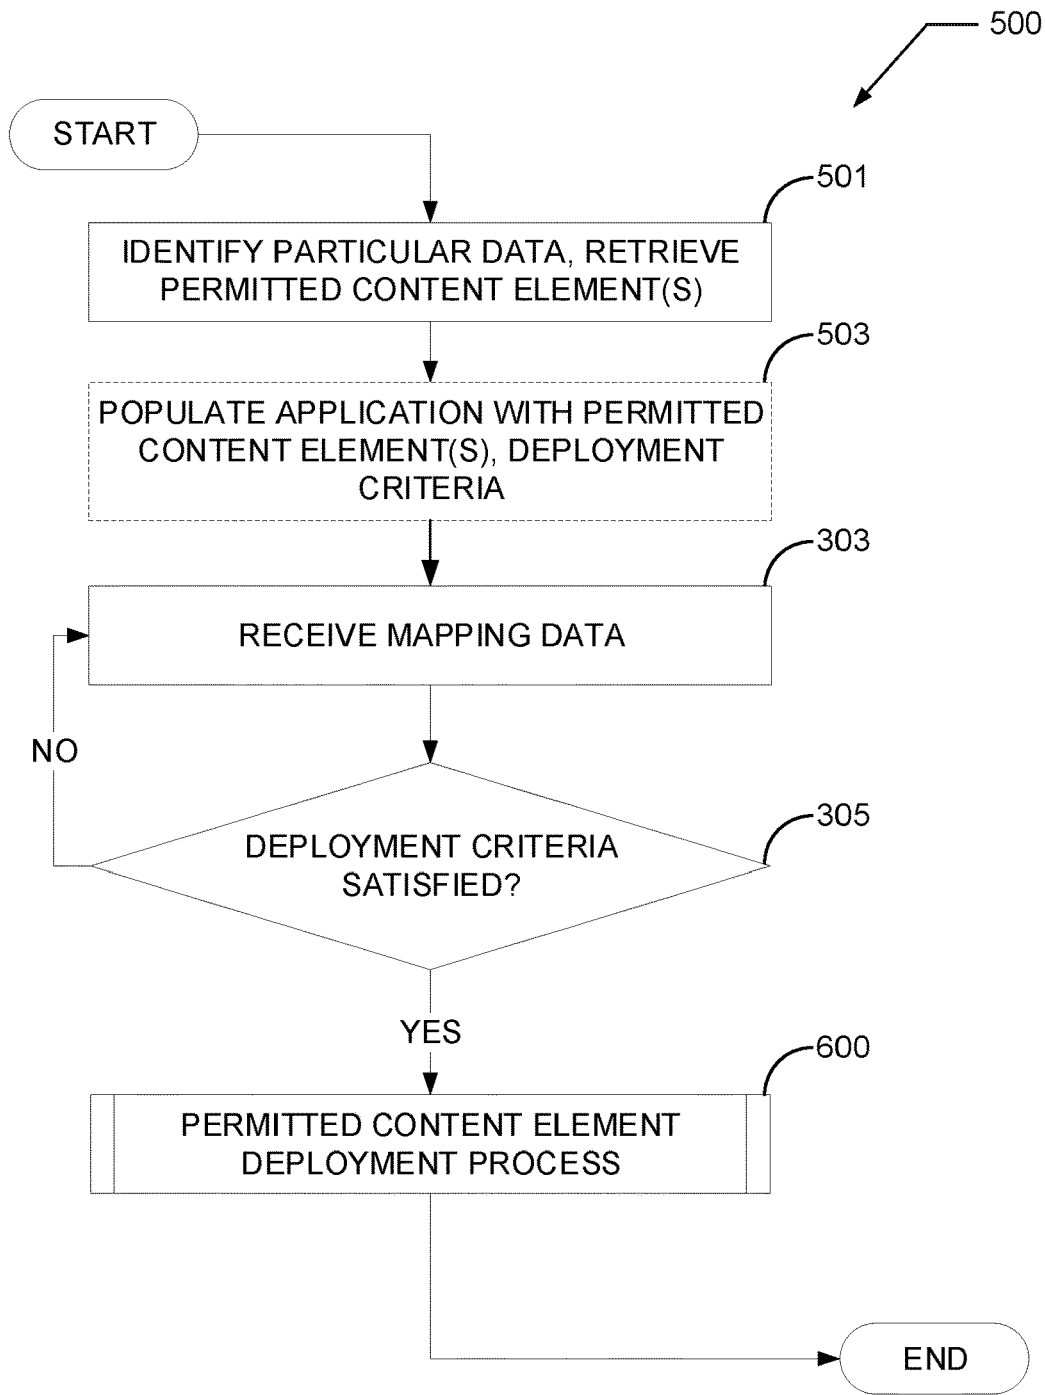 500
START
501
IDENTIFY PARTICULAR DATA, RETRIEVE
PERMITTED CONTENT ELEMENT(S)
503
POPULATE APPLICATION WITH PERMITTED
CONTENT ELEMENT(S), DEPLOYMENT
CRITERIA
303
RECEIVE MAPPING DATA
NO
305
DEPLOYMENT CRITERIA
SATISFIED?
YES
600
PERMITTED CONTENT ELEMENT
DEPLOYMENT PROCESS
END